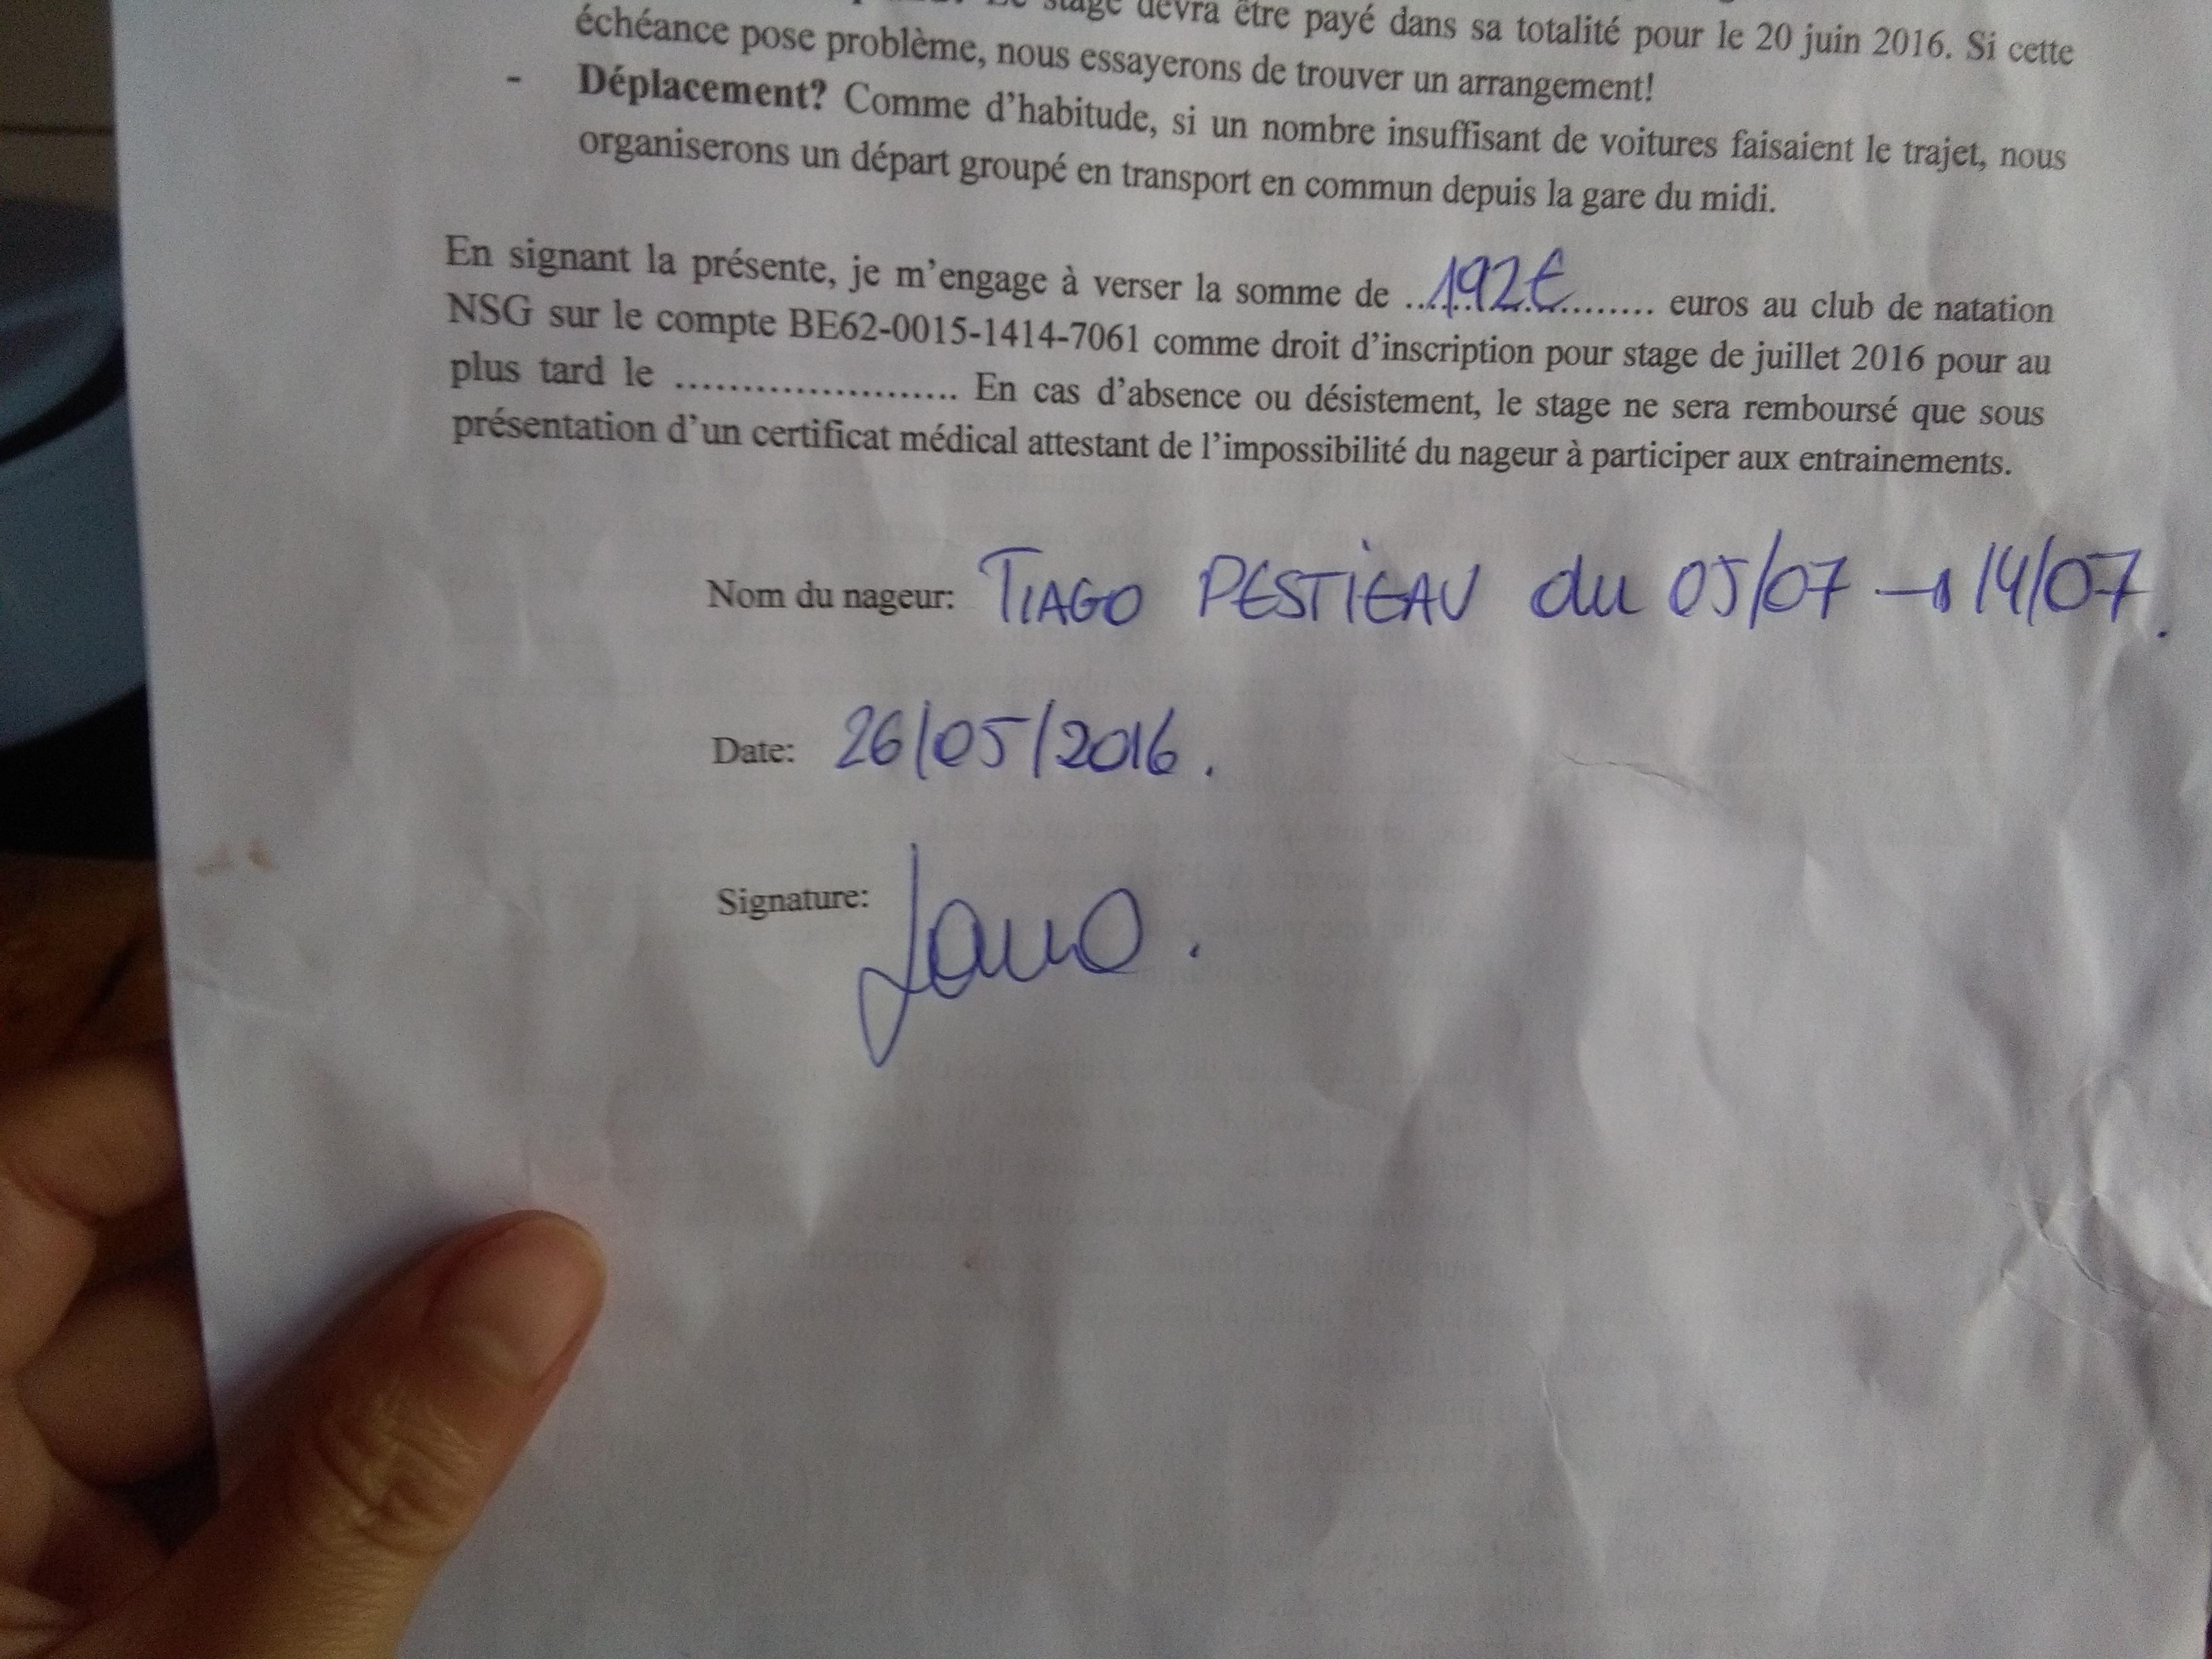 stage devra être payé dans sa totalité pour le 20 juin 2016. Si cette
échéance pose problème, nous essayerons de trouver un arrangement!
- Déplacement? Comme d'habitude, si un nombre insuffisant de voitures faisaient le trajet, nous
organiserons un départ groupé en transport en commun depuis la gare du midi.
En signant la présente, je m'engage à verser la somme de ..192€........ euros au club de natation
NSG sur le compte BE62-0015-1414-7061 comme droit d'inscription pour stage de juillet 2016 pour au
plus tard le ..................... En cas d'absence ou désistement, le stage ne sera remboursé que sous
présentation d'un certificat médical attestant de l'impossibilité du nageur à participer aux entrainements.
Nom du nageur: TIAGO PESTIEAU du 05/07 → 14/07.
Date: 26/05/2016.
Signature: